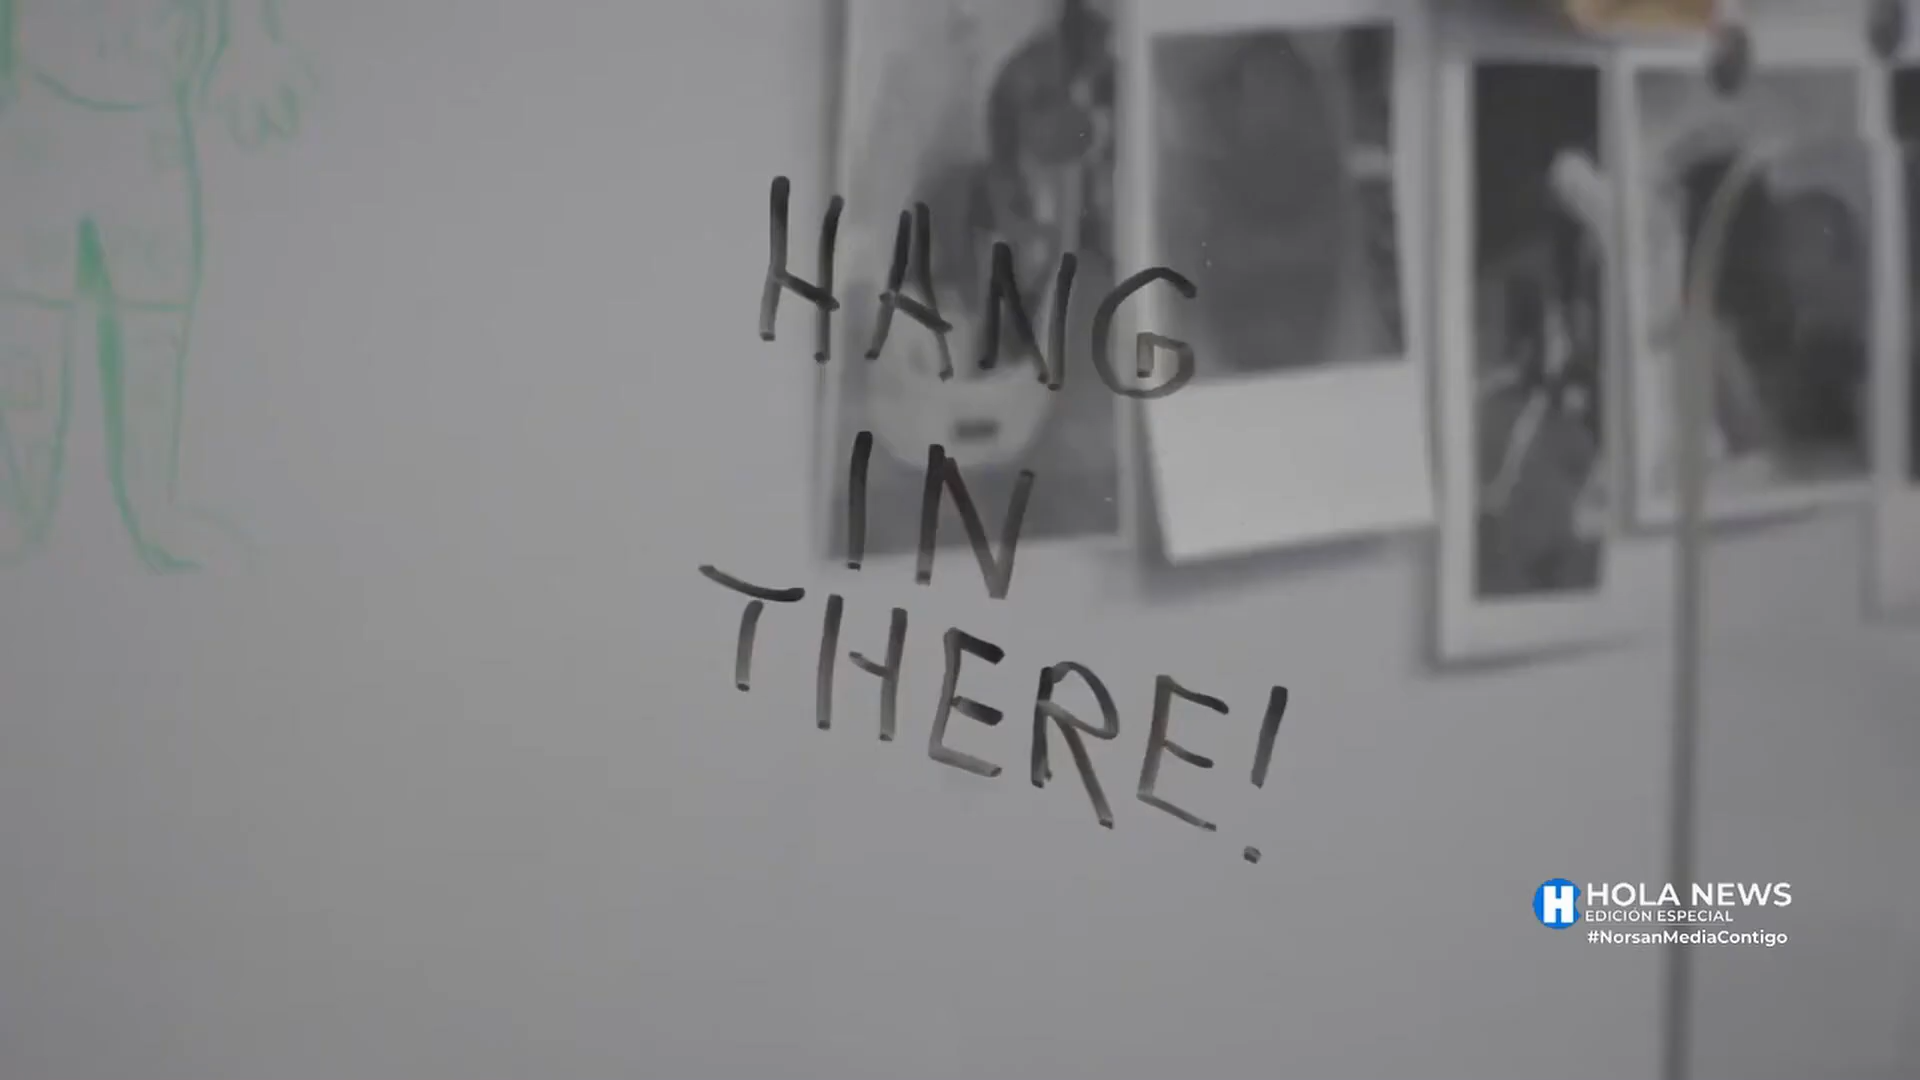 HANG
IN
THERE!
HOLA NEWS
EDICIÓN ESPECIAL
#NorsanMediaContigo